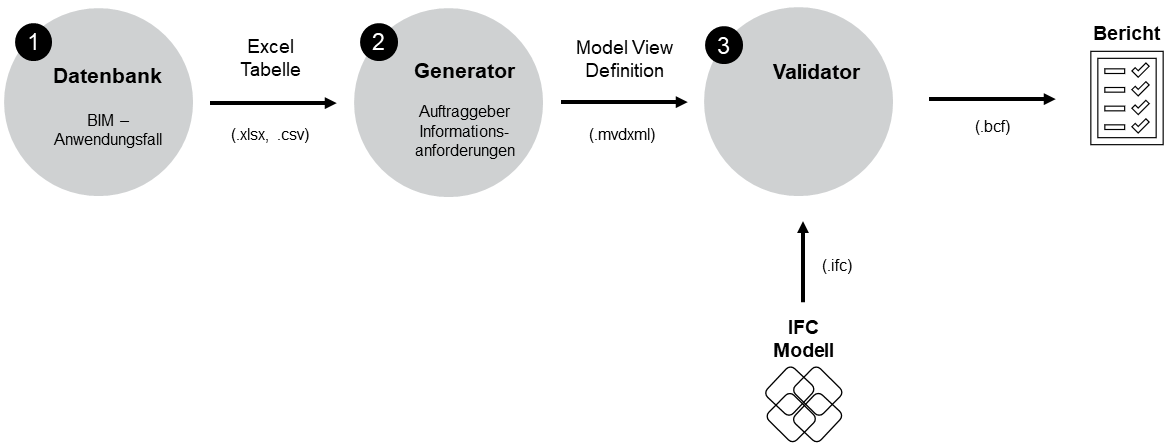 1
Datenbank
BIM –
Anwendungsfall
Excel
Tabelle
(.xlsx, .csv)
2
Generator
Auftraggeber
Informations-
anforderungen
Model View
Definition
(.mvdxml)
3
Validator
(.bcf)
Bericht
(.ifc)
IFC
Modell